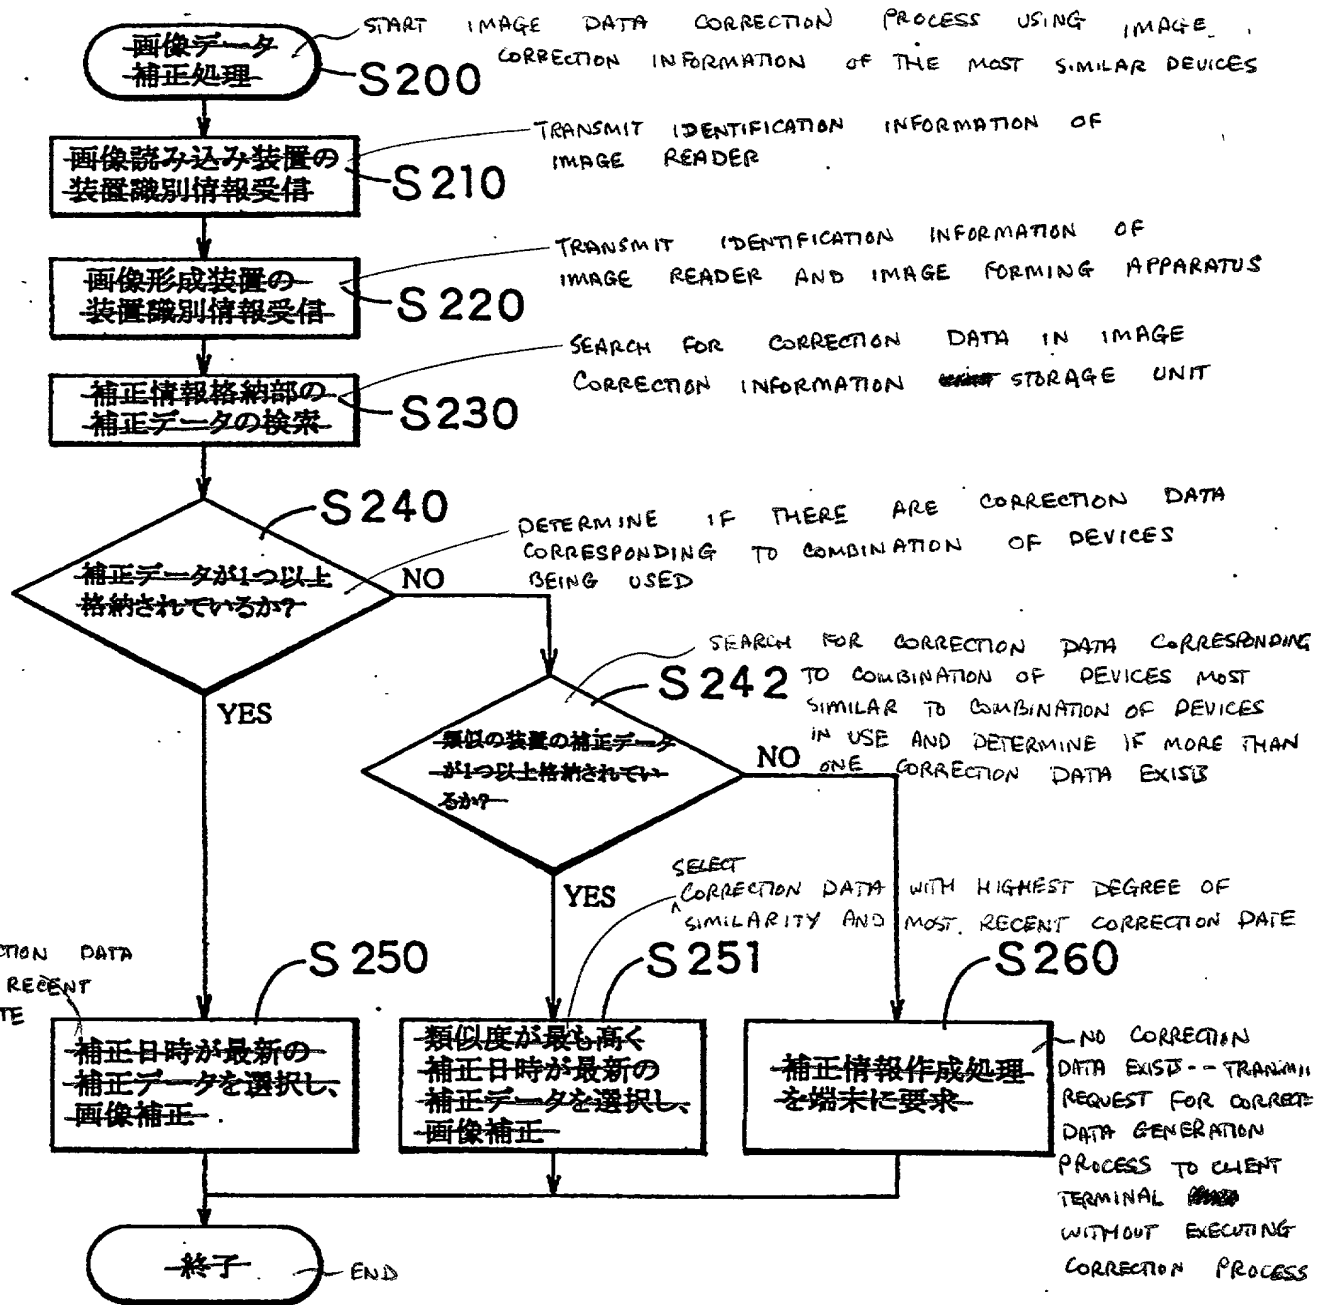 画像データ
補正処理
S200
START IMAGE DATA CORRECTION PROCESS USING IMAGE
CORRECTION INFORMATION OF THE MOST SIMILAR DEVICES
画像読み込み装置の
装置識別情報受信
S210
TRANSMIT IDENTIFICATION INFORMATION OF
IMAGE READER
画像形成装置の
装置識別情報受信
S220
TRANSMIT IDENTIFICATION INFORMATION OF
IMAGE READER AND IMAGE FORMING APPARATUS
補正情報格納部の
補正データの検索
S230
SEARCH FOR CORRECTION DATA IN IMAGE
CORRECTION INFORMATION STORAGE UNIT
S240
補正データが1つ以上
格納されているか?
DETERMINE IF THERE ARE CORRECTION DATA
CORRESPONDING TO COMBINATION OF DEVICES
BEING USED
NO
YES
S242
類似の装置の補正データ
が1つ以上格納されてい
るか?
SEARCH FOR CORRECTION DATA CORRESPONDING
TO COMBINATION OF DEVICES MOST
SIMILAR TO COMBINATION OF DEVICES
IN USE AND DETERMINE IF MORE THAN
ONE CORRECTION DATA EXISTS
NO
YES
SELECT
CORRECTION DATA WITH HIGHEST DEGREE OF
SIMILARITY AND MOST RECENT CORRECTION DATE
CTION DATA
RECENT
TE
S250
補正日時が最新の
補正データを選択し、
画像補正
S251
類似度が最も高く
補正日時が最新の
補正データを選択し、
画像補正
S260
補正情報作成処理
を端末に要求
NO CORRECTION
DATA EXISTS -- TRANMI
REQUEST FOR CORRECT
DATA GENERATION
PROCESS TO CLIENT
TERMINAL
WITHOUT EXECUTING
CORRECTION PROCESS
終了
END